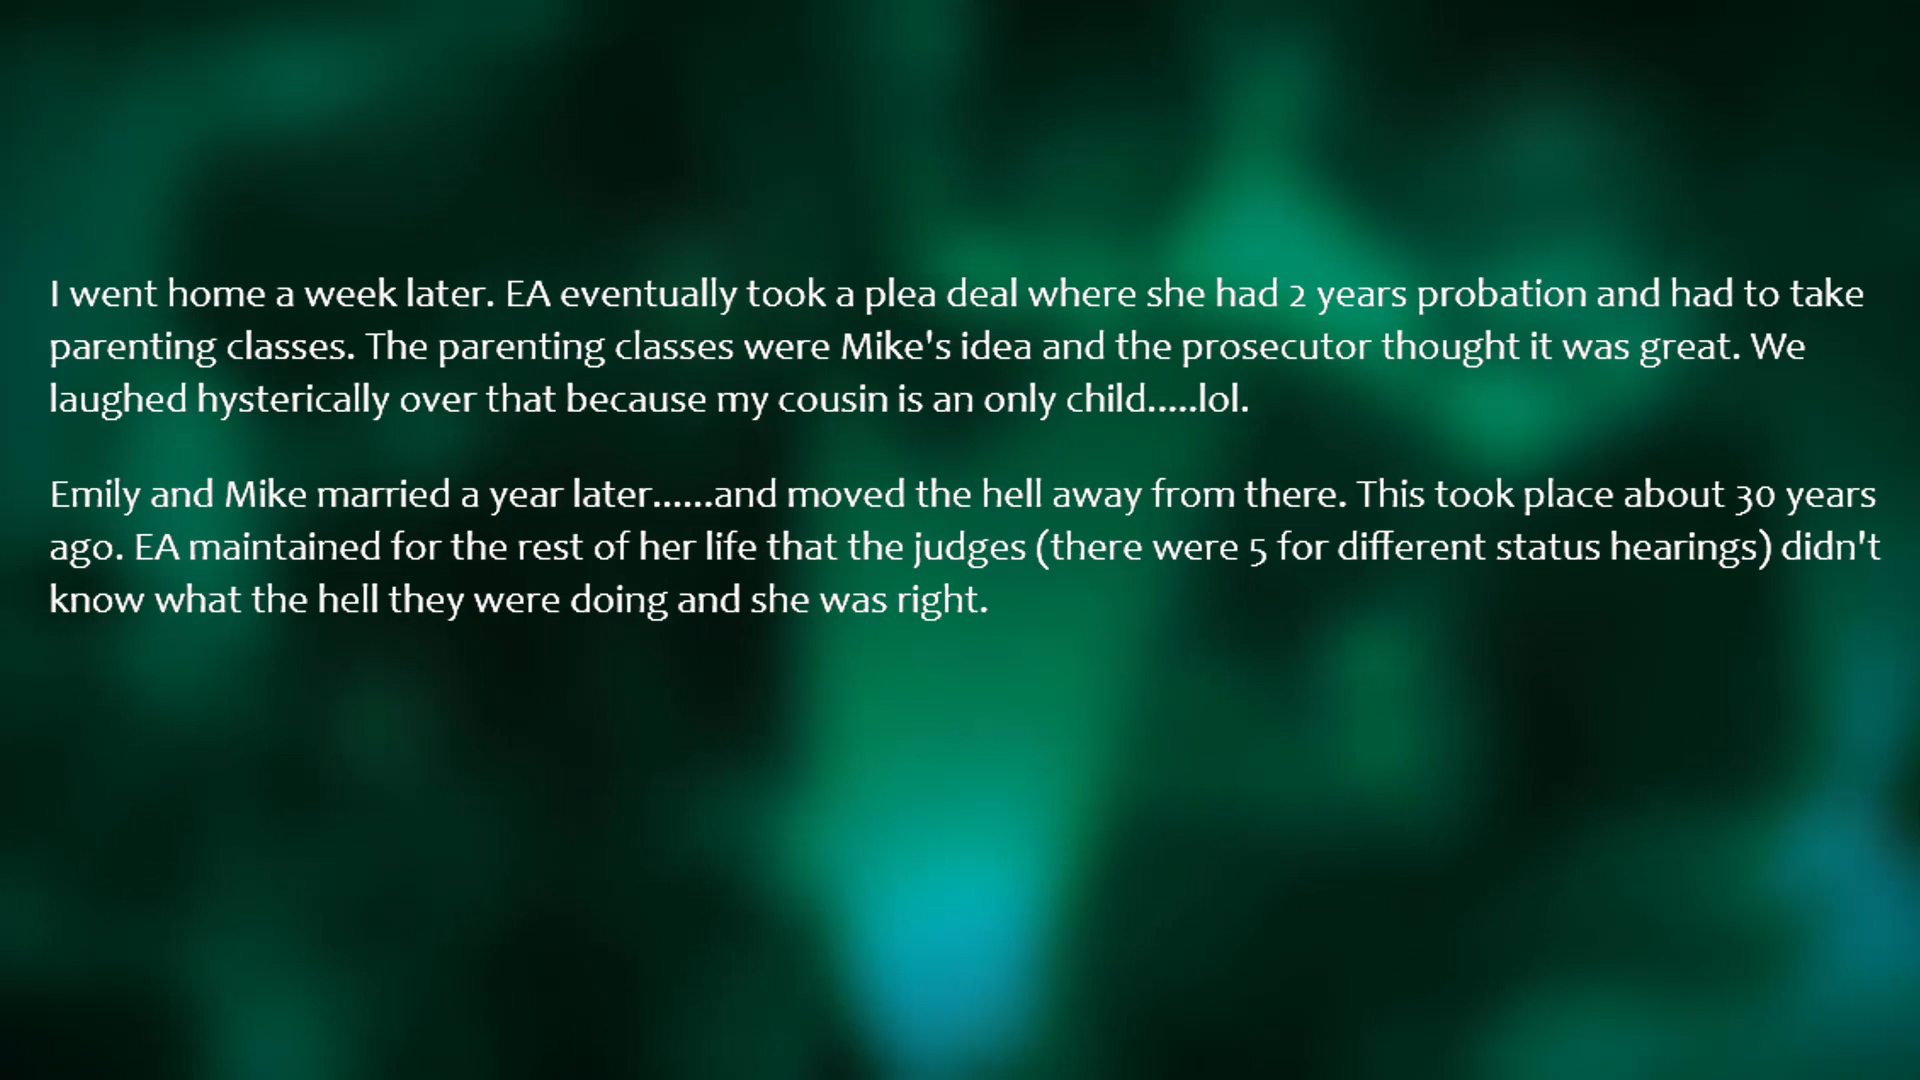 I went home a week later. EA eventually took a plea deal where she had 2 years probation and had to take
parenting classes. The parenting classes were Mike's idea and the prosecutor thought it was great. We
laughed hysterically over that because my cousin is an only child.....lol.
Emily and Mike married a year later......and moved the hell away from there. This took place about 30 years
ago. EA maintained for the rest of her life that the judges (there were 5 for different status hearings) didn't
know what the hell they were doing and she was right.